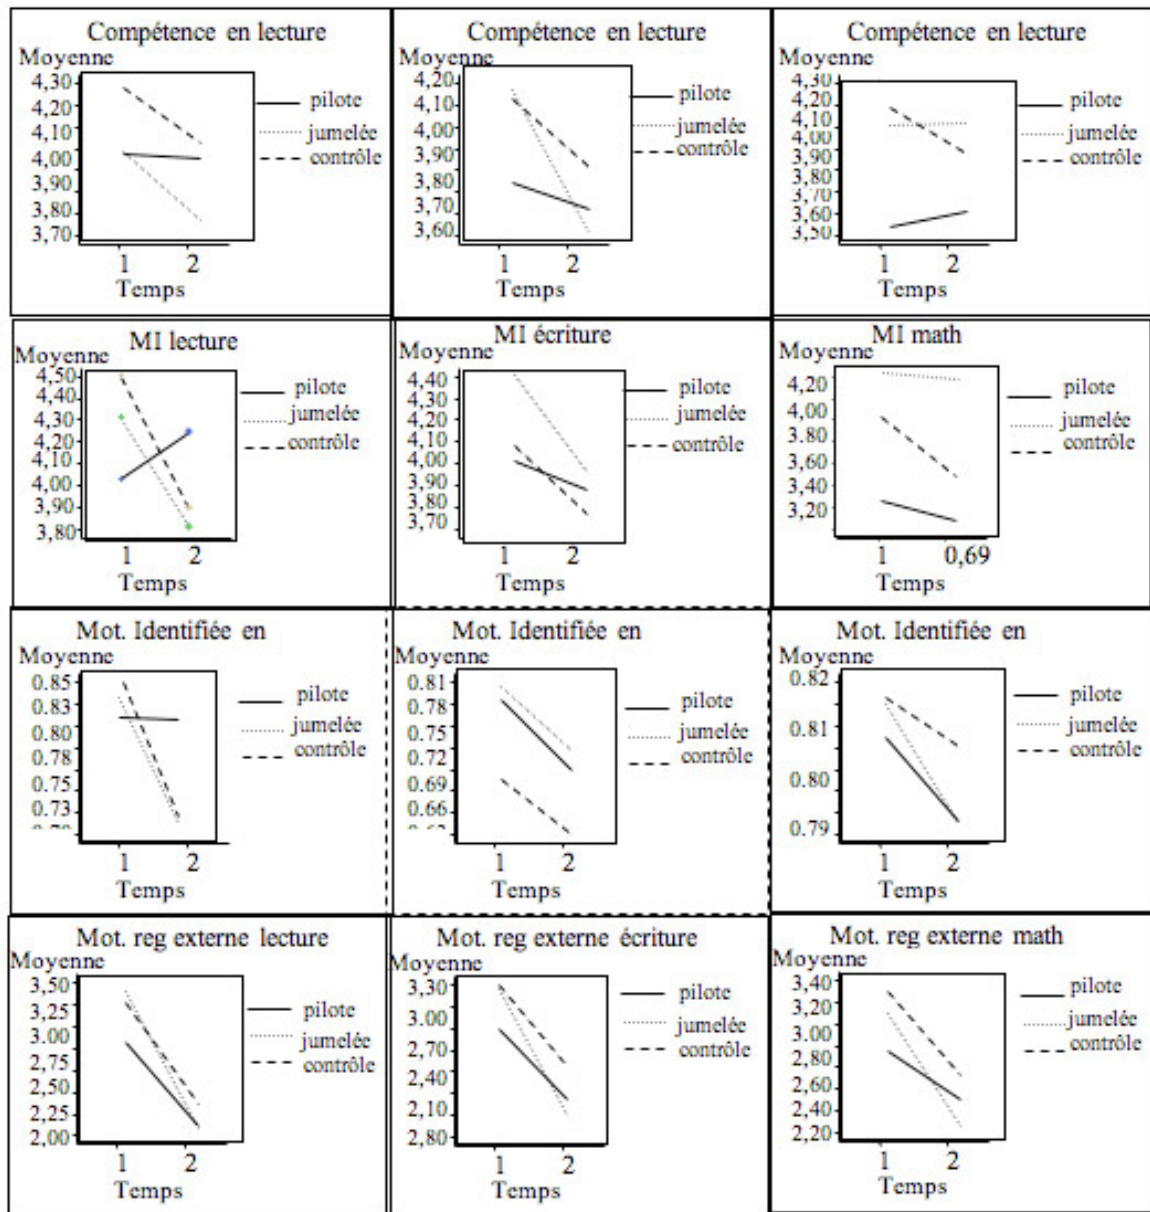 Compétence en lecture
Moyenne
4,30
4,20
4,10
4,00
3,90
3,80
3,70
pilote
jumelée
contrôle
1 2
Temps
Compétence en lecture
Moyenne
4,20
4,10
4,00
3,90
3,80
3,70
3,60
pilote
jumelée
contrôle
1 2
Temps
Compétence en lecture
Moyenne
4,30
4,20
4,10
4,00
3,90
3,80
3,70
3,60
3,50
pilote
jumelée
contrôle
1 2
Temps
MI lecture
Moyenne
4,50
4,40
4,30
4,20
4,10
4,00
3,90
3,80
pilote
jumelée
contrôle
1 2
Temps
MI écriture
Moyenne
4,40
4,30
4,20
4,10
4,00
3,90
3,80
3,70
pilote
jumelée
contrôle
1 2
Temps
MI math
Moyenne
4,20
4,00
3,80
3,60
3,40
3,20
pilote
jumelée
contrôle
1 0,69
Temps
Mot. Identifiée en
Moyenne
0.85
0.83
0.80
0.78
0.75
0.73
pilote
jumelée
contrôle
1 2
Temps
Mot. Identifiée en
Moyenne
0.81
0.78
0.75
0.72
0.69
0.66
pilote
jumelée
contrôle
1 2
Temps
Mot. Identifiée en
Moyenne
0.82
0.81
0.80
0.79
pilote
jumelée
contrôle
1 2
Temps
Mot. reg externe lecture
Moyenne
3,50
3,25
3,00
2,75
2,50
2,25
2,00
pilote
jumelée
contrôle
1 2
Temps
Mot. reg externe écriture
Moyenne
3,30
3.00
2,70
2,40
2,10
2,80
pilote
jumelée
contrôle
1 2
Temps
Mot. reg externe math
Moyenne
3,40
3,20
3,00
2,80
2,60
2,40
2,20
pilote
jumelée
contrôle
1 2
Temps